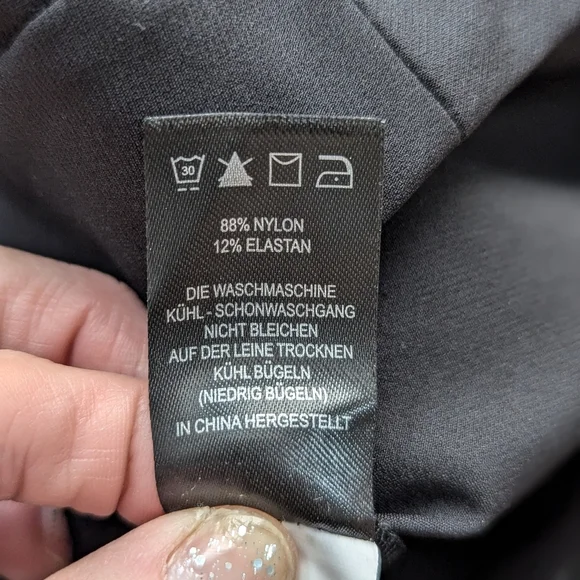 30
88% NYLON
12% ELASTAN
DIE WASCHMASCHINE
KÜHL - SCHONWASCHGANG
NICHT BLEICHEN
AUF DER LEINE TROCKNEN
KÜHL BÜGELN
(NIEDRIG BÜGELN)
IN CHINA HERGESTELLT